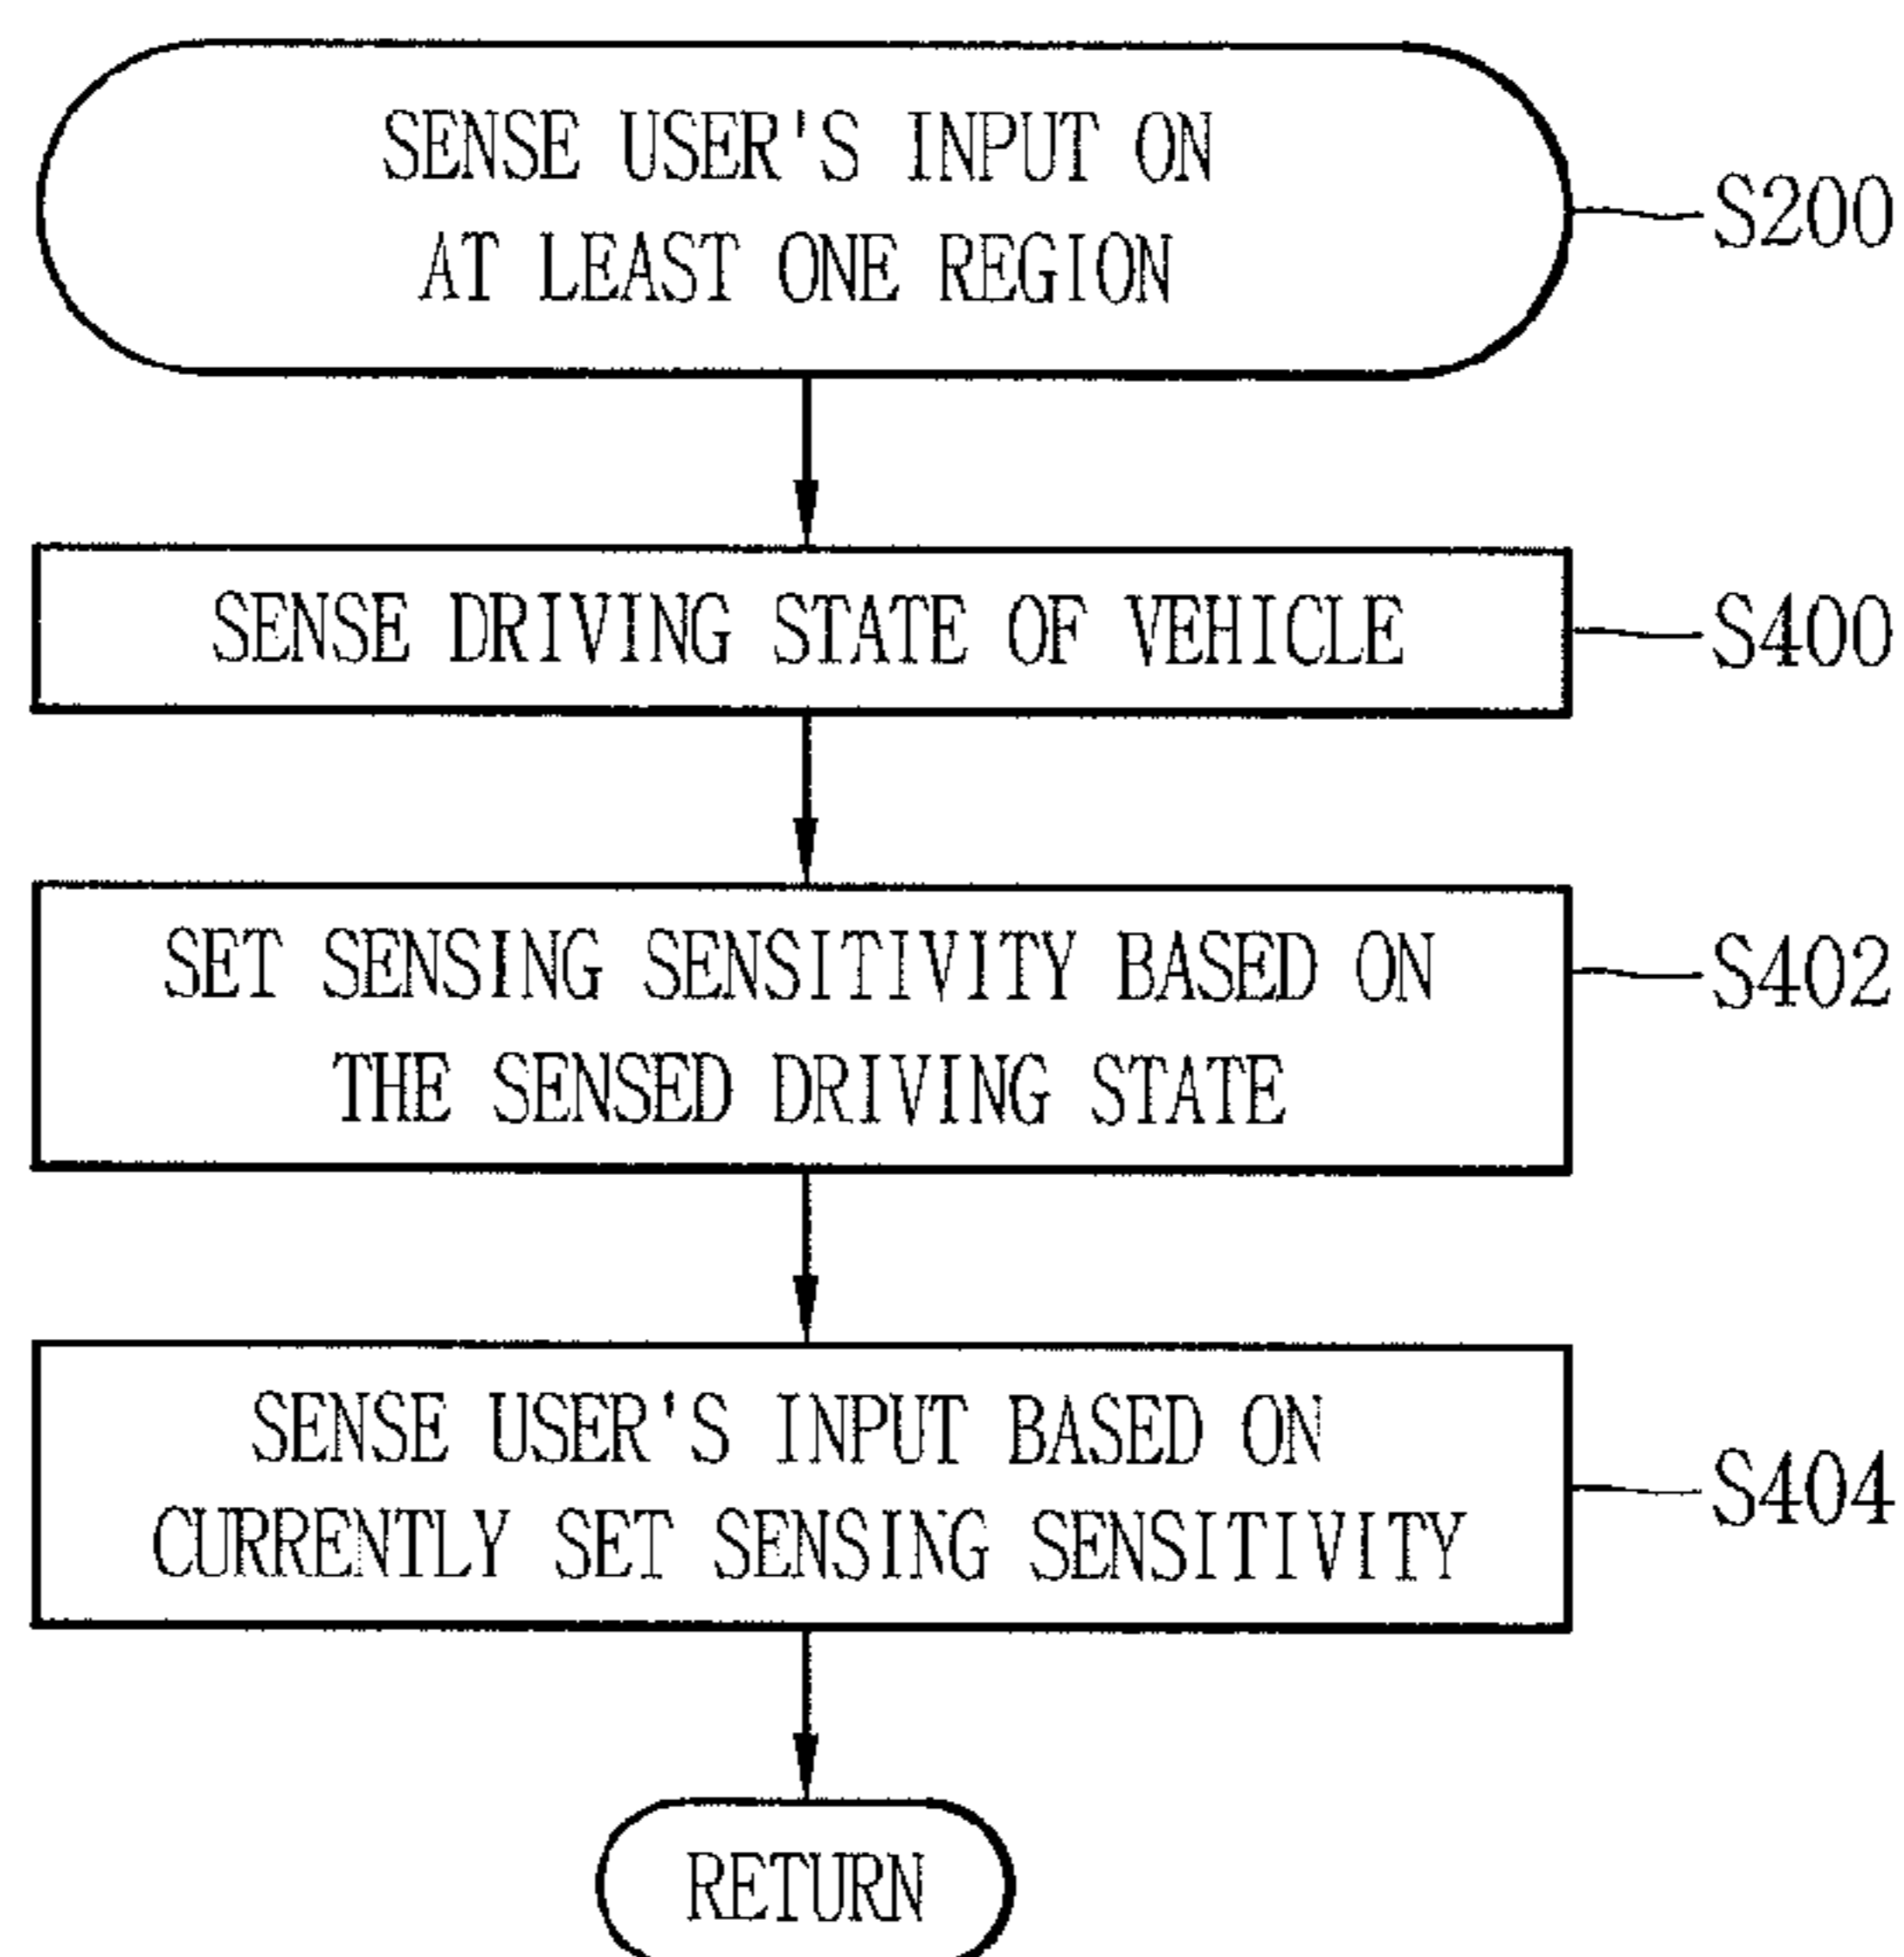 SENSE USER'S INPUT ON
AT LEAST ONE REGION
S200
SENSE DRIVING STATE OF VEHICLE
S400
SET SENSING SENSITIVITY BASED ON
THE SENSED DRIVING STATE
S402
SENSE USER'S INPUT BASED ON
CURRENTLY SET SENSING SENSITIVITY
S404
RETURN